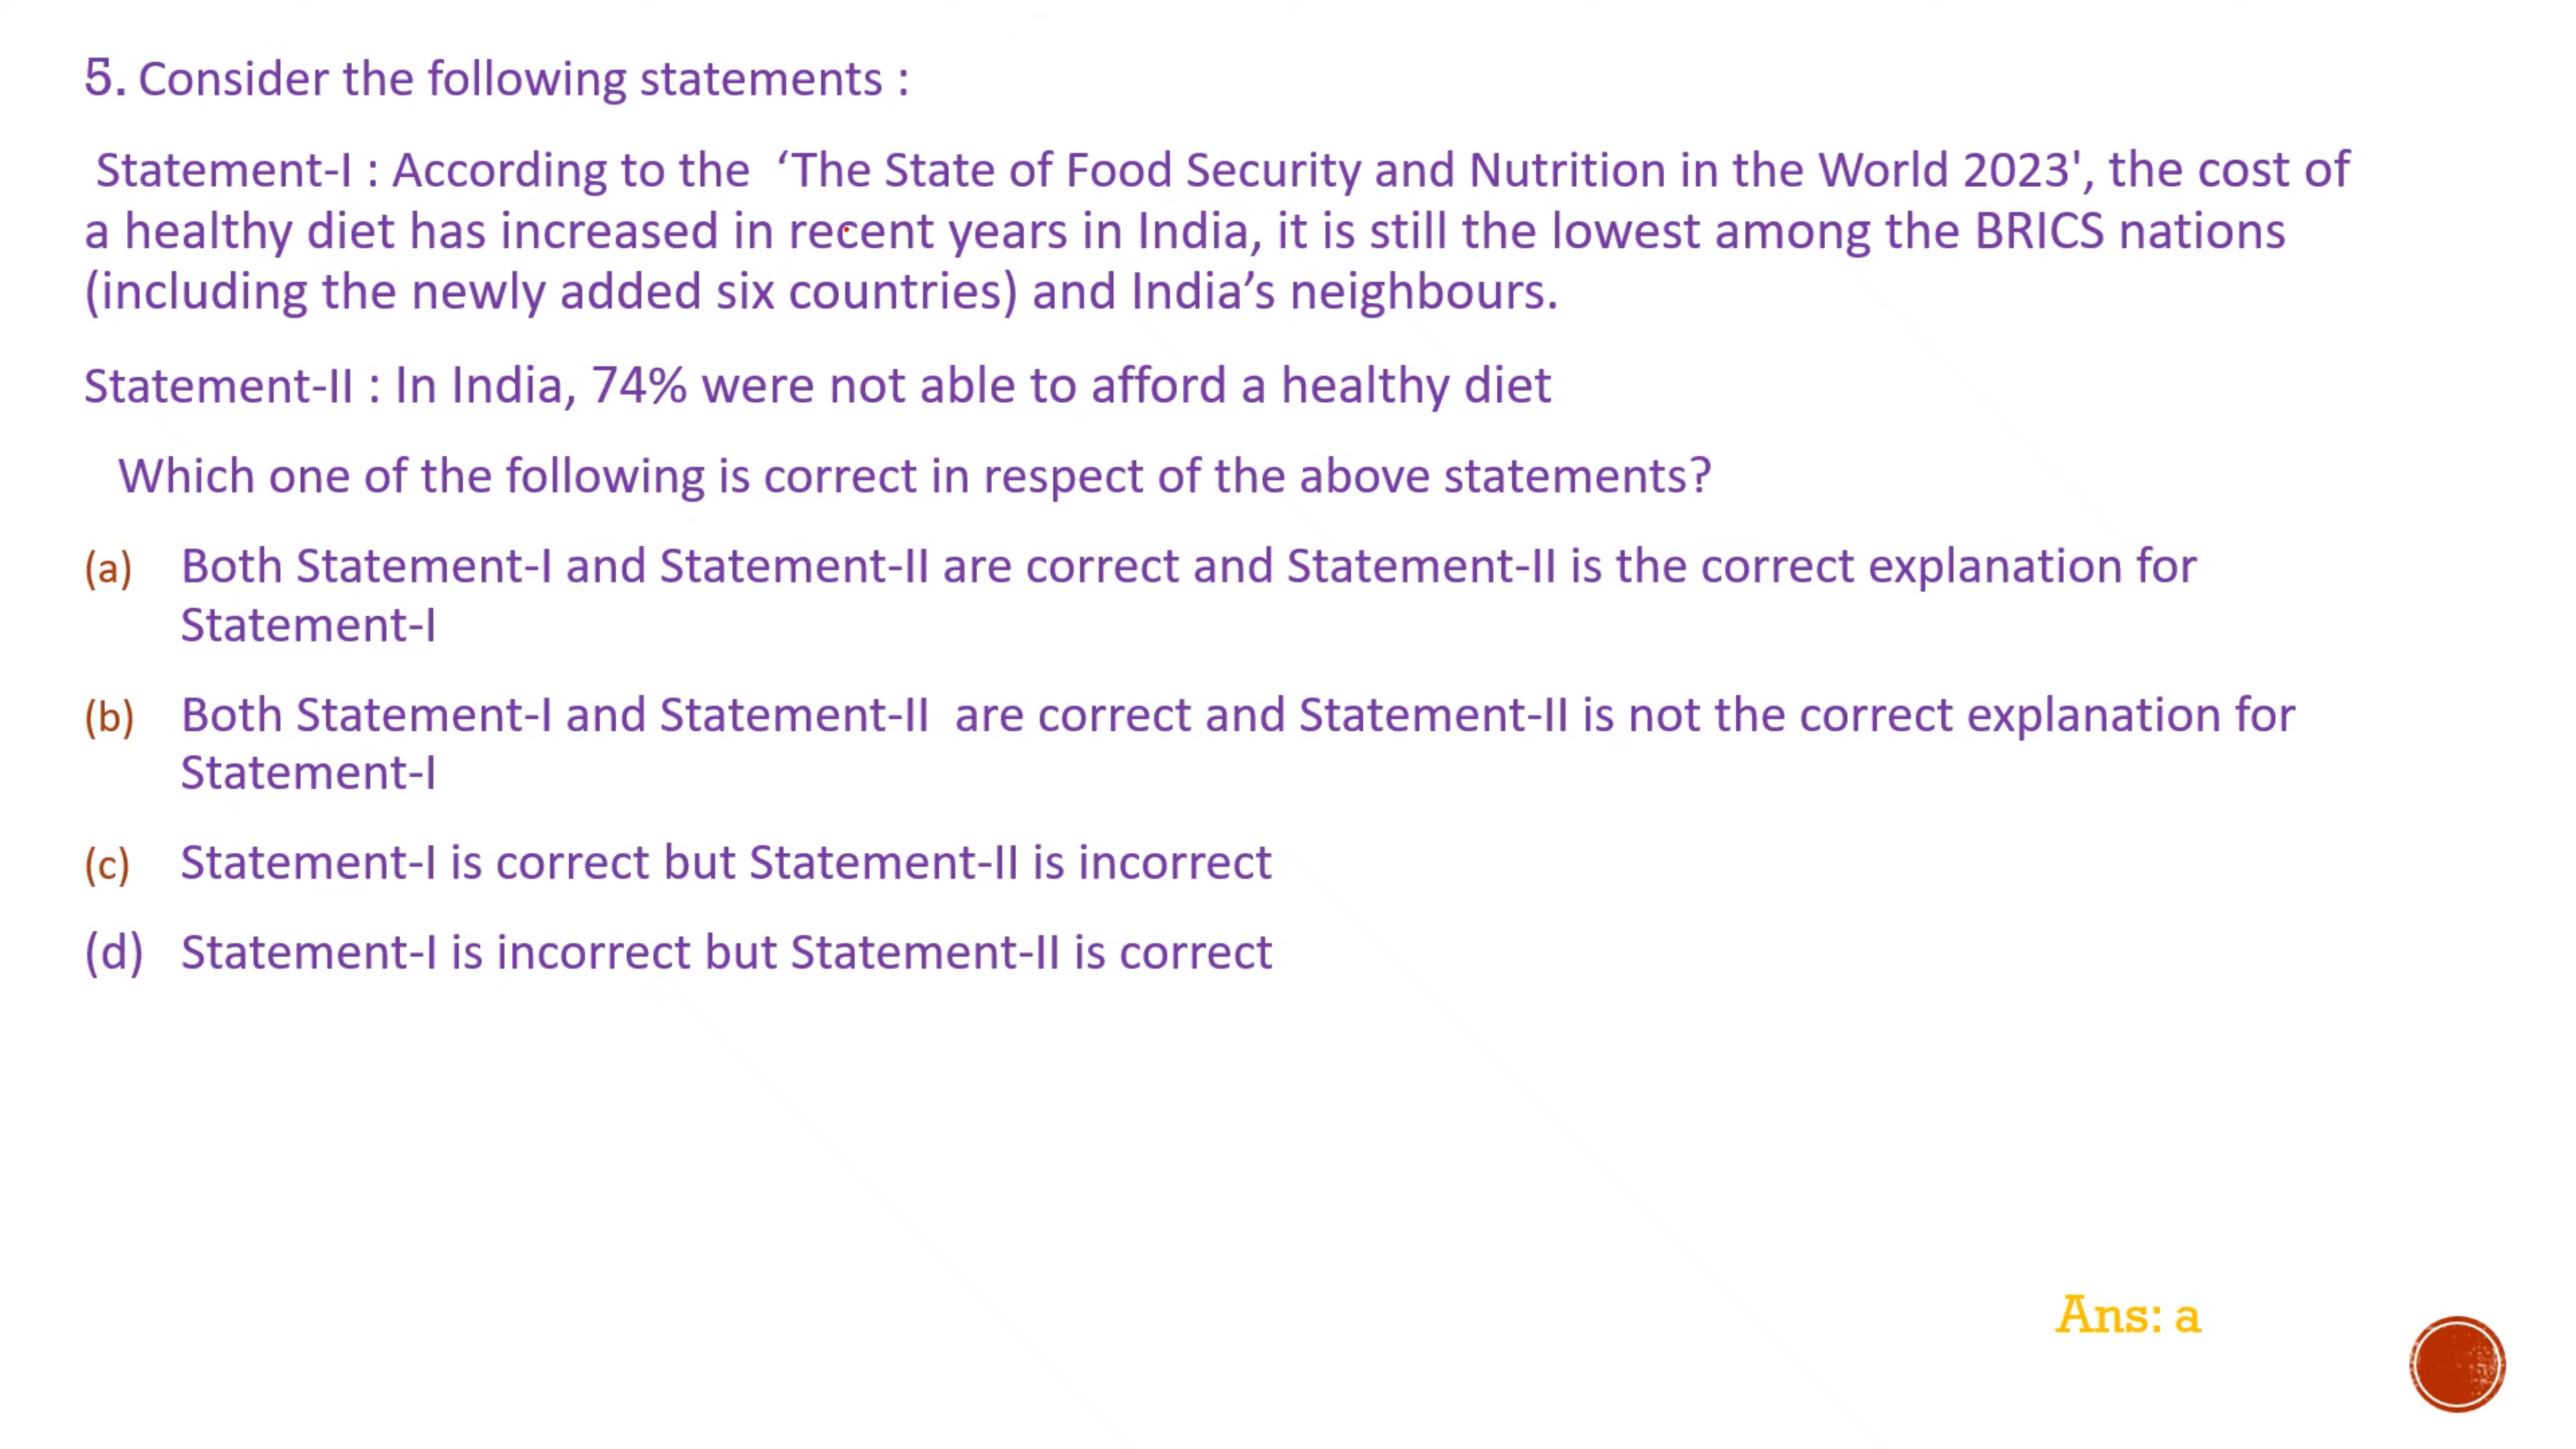 5. Consider the following statements :
Statement-I : According to the ‘The State of Food Security and Nutrition in the World 2023', the cost of
a healthy diet has increased in recent years in India, it is still the lowest among the BRICS nations
(including the newly added six countries) and India’s neighbours.
Statement-II : In India, 74% were not able to afford a healthy diet
Which one of the following is correct in respect of the above statements?
(a) Both Statement-I and Statement-II are correct and Statement-II is the correct explanation for
Statement-I
(b) Both Statement-I and Statement-II are correct and Statement-II is not the correct explanation for
Statement-I
(c) Statement-I is correct but Statement-II is incorrect
(d) Statement-I is incorrect but Statement-II is correct
Ans: a